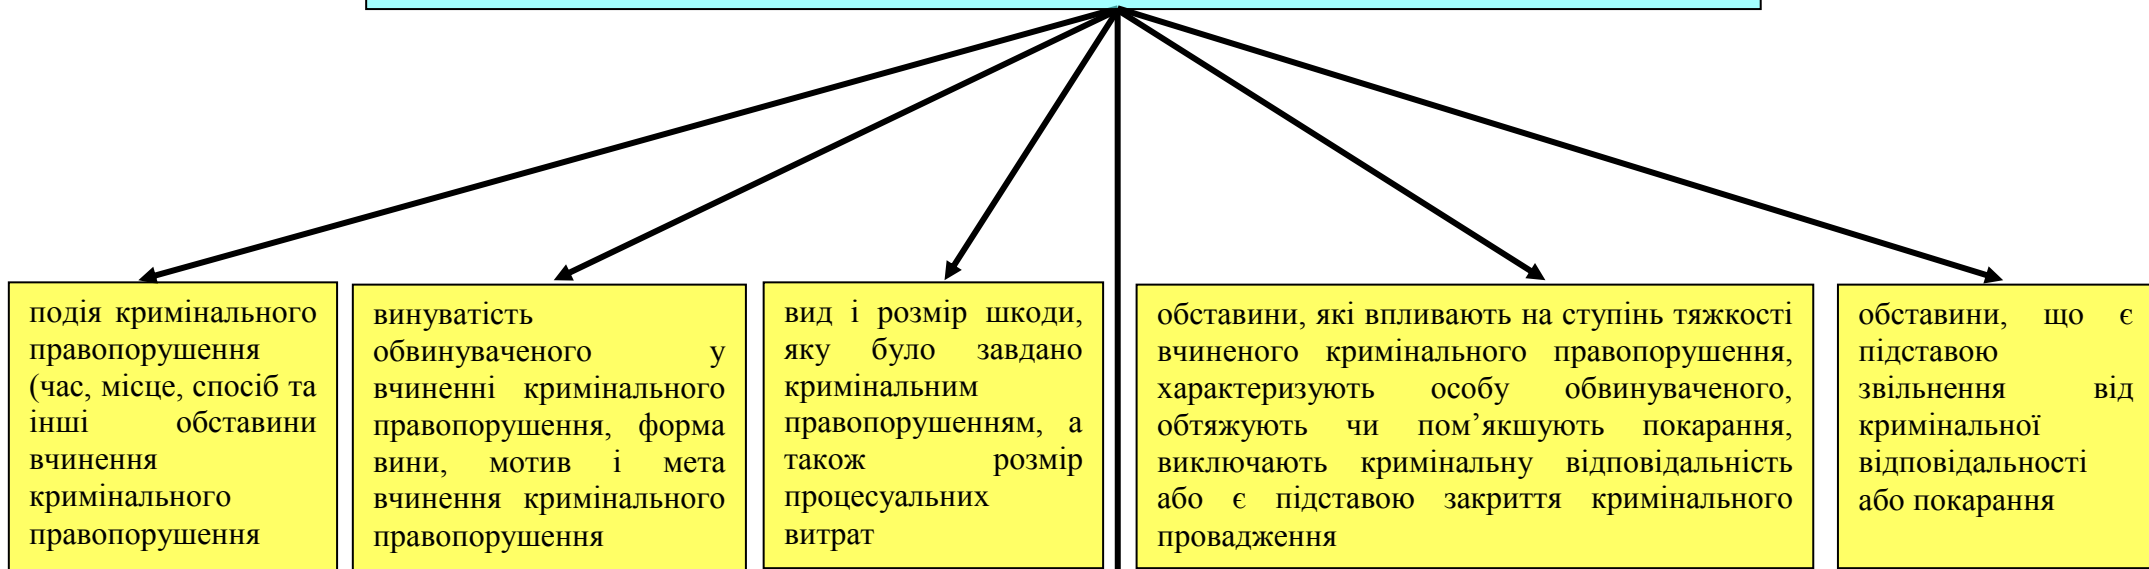 подія кримінального
правопорушення
(час, місце, спосіб та
інші обставини
вчинення
кримінального
правопорушення
винуватість
обвинуваченого у
вчиненні кримінального
правопорушення, форма
вини, мотив і мета
вчинення кримінального
правопорушення
вид і розмір шкоди,
яку було завдано
кримінальним
правопорушенням, а
також розмір
процесуальних
витрат
обставини, які впливають на ступінь тяжкості
вчиненого кримінального правопорушення,
характеризують особу обвинуваченого,
обтяжують чи пом’якшують покарання,
виключають кримінальну відповідальність
або є підставою закриття кримінального
провадження
обставини, що є
підставою
звільнення від
кримінальної
відповідальності
або покарання